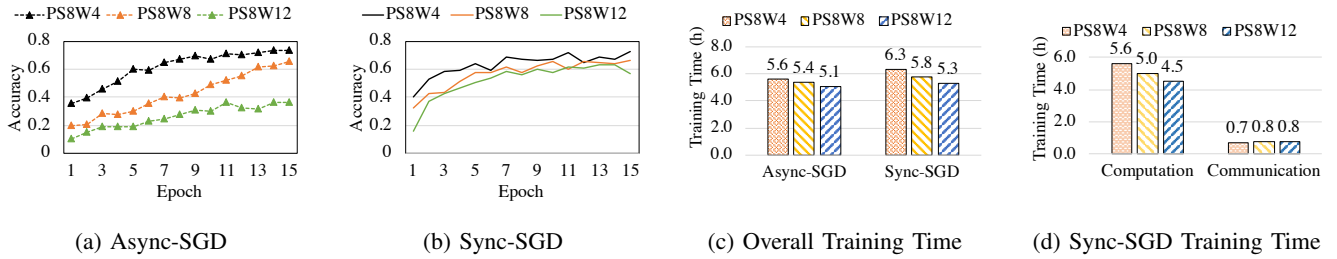 PS8W4 PS8W8 PS8W12
0.8
0.6
0.4
0.2
0
Accuracy
1 3 5 7 9 11 13 15
Epoch
(a) Async-SGD
PS8W4 PS8W8 PS8W12
0.8
0.6
0.4
0.2
0
Accuracy
1 3 5 7 9 11 13 15
Epoch
(b) Sync-SGD
PS8W4 PS8W8 PS8W12
8.0
6.0
4.0
2.0
0.0
Training Time (h)
5.6 5.4 5.1
6.3 5.8 5.3
Async-SGD Sync-SGD
(c) Overall Training Time
PS8W4 PS8W8 PS8W12
6.0
4.0
2.0
0.0
Training Time (h)
5.6 5.0 4.5
0.7 0.8 0.8
Computation Communication
(d) Sync-SGD Training Time